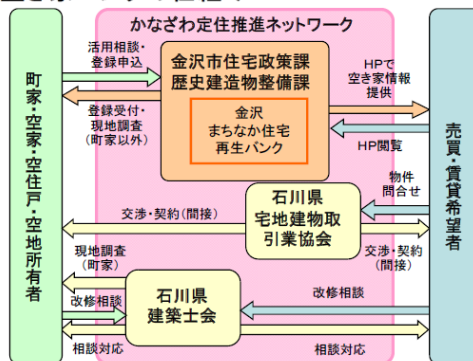 かなざわ定住推進ネットワーク
町家・空家・空住戸・空地所有者
活用相談・
登録申込
登録受付・
現地調査
(町家以外)
金沢市住宅政策課
歴史建造物整備課
金沢
まちなか住宅
再生バンク
HPで
空き家情報
提供
HP閲覧
売買・賃貸希望者
物件
問合せ
石川県
宅地建物取
引業協会
交渉・契約(間接)
交渉・契約
(間接)
現地調査
(町家)
改修相談
石川県
建築士会
改修相談
相談対応
相談対応